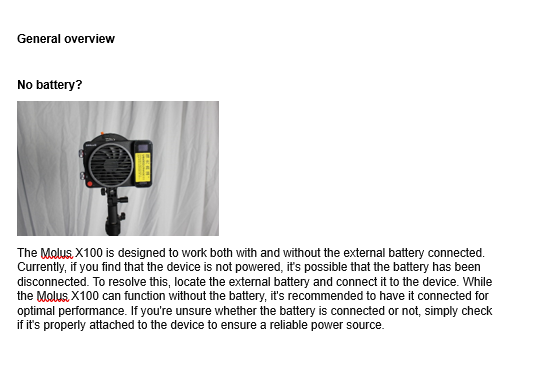 General overview
No battery?
The Molus X100 is designed to work both with and without the external battery connected.
Currently, if you find that the device is not powered, it's possible that the battery has been
disconnected. To resolve this, locate the external battery and connect it to the device. While
the Molus X100 can function without the battery, it's recommended to have it connected for
optimal performance. If you're unsure whether the battery is connected or not, simply check
if it's properly attached to the device to ensure a reliable power source.